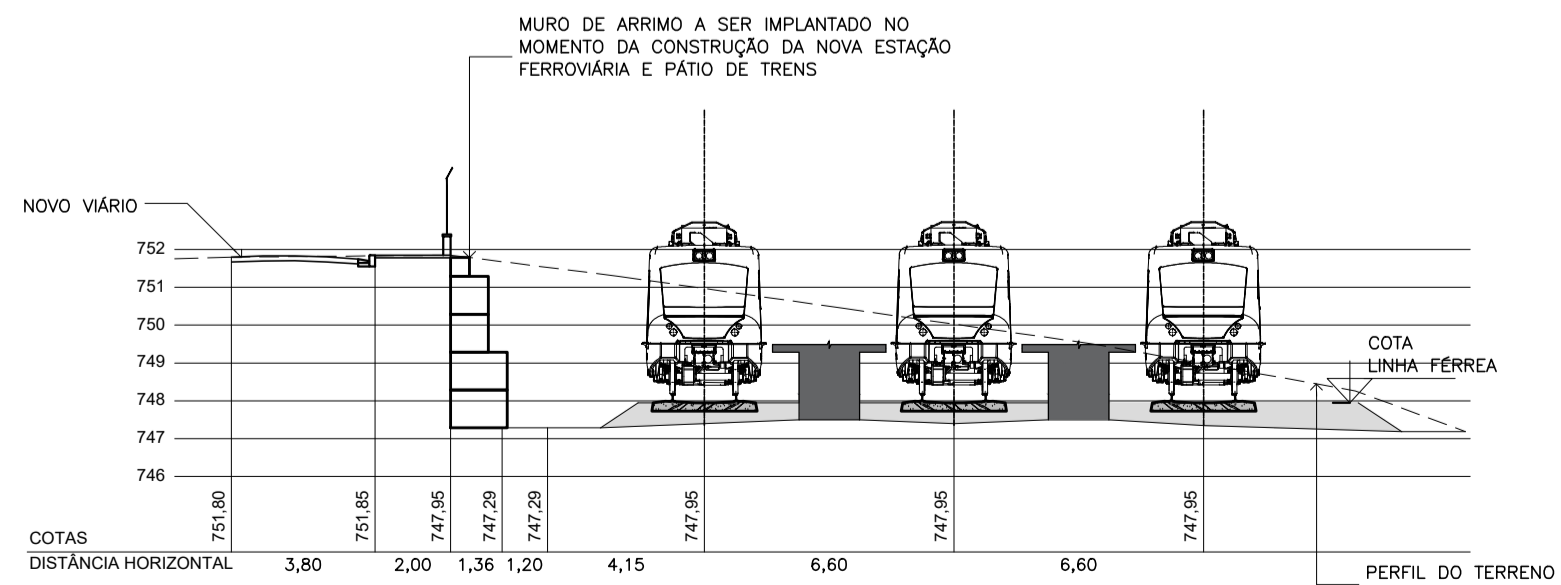 MURO DE ARRIMO A SER IMPLANTADO NO
MOMENTO DA CONSTRUÇÃO DA NOVA ESTAÇÃO
FERROVIÁRIA E PÁTIO DE TRENS
NOVO VIÁRIO
752
751
750
749
748
747
746
COTA
LINHA FÉRREA
751,80
751,85
747,95
747,29
747,29
747,95
747,95
747,95
COTAS
DISTÂNCIA HORIZONTAL 3,80 2,00 1,36 1,20 4,15 6,60 6,60
PERFIL DO TERRENO